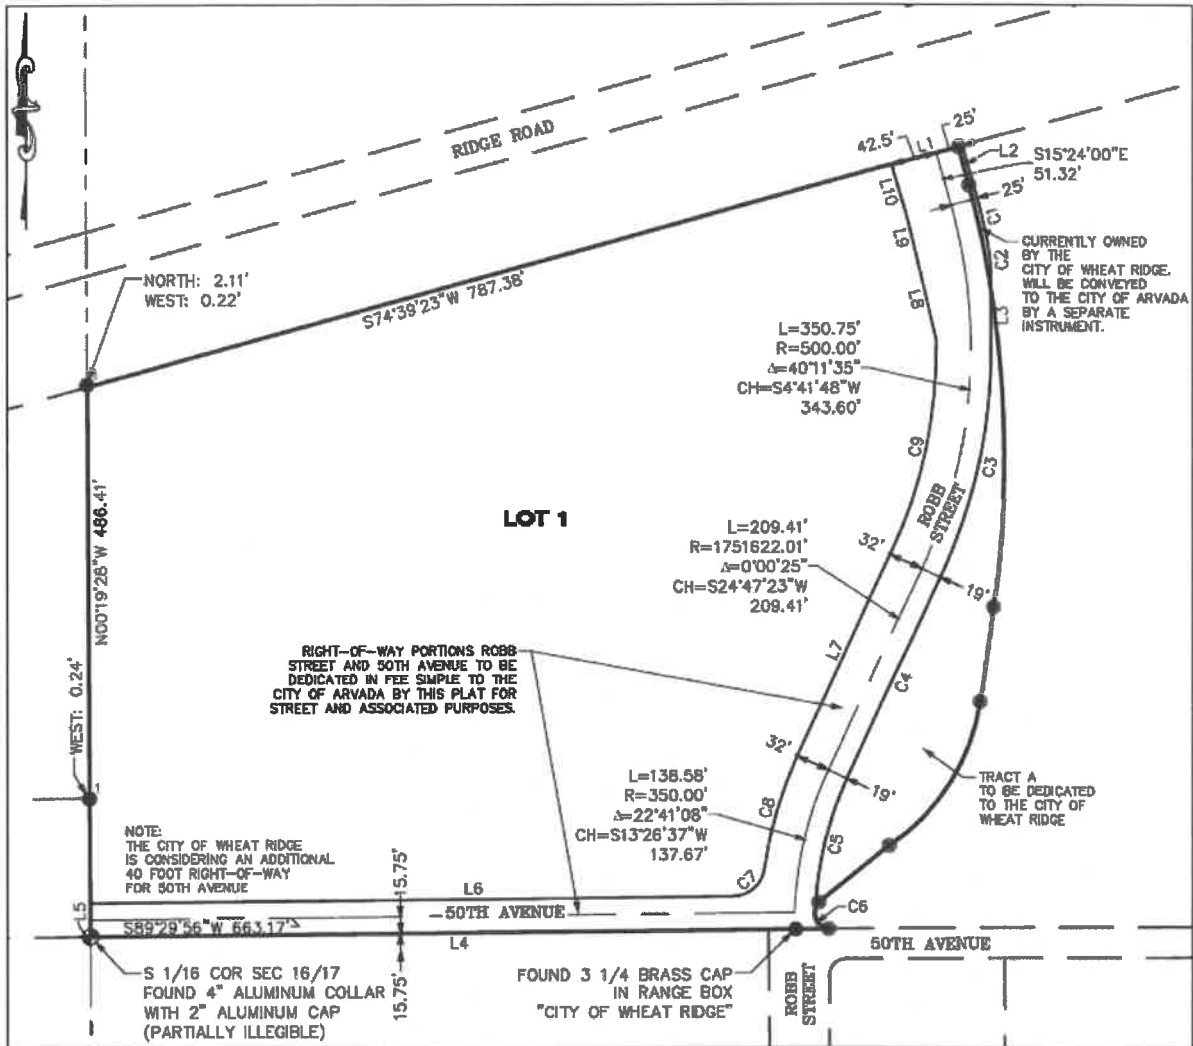 RIDGE ROAD
42.5'
L1
25'
L2
S15°24'00"E
51.32'
25'
L10
L9
L8
C1
C2
L3
CURRENTLY OWNED
BY THE
CITY OF WHEAT RIDGE.
WILL BE CONVEYED
TO THE CITY OF ARVADA
BY A SEPARATE
INSTRUMENT.
NORTH: 2.11'
WEST: 0.22'
S74°39'23"W 787.38'
L=350.75'
R=500.00'
Δ=40°11'35"
CH=S4°41'48"W
343.60'
C9
C3
ROBB
STREET
LOT 1
N00°19'28"W 486.41'
L=209.41'
R=1751622.01'
Δ=0°00'25"
CH=S24°47'23"W
209.41'
32'
19'
RIGHT-OF-WAY PORTIONS ROBB
STREET AND 50TH AVENUE TO BE
DEDICATED IN FEE SIMPLE TO THE
CITY OF ARVADA BY THIS PLAT FOR
STREET AND ASSOCIATED PURPOSES.
L7
C4
WEST: 0.24'
32'
19'
L=138.58'
R=350.00'
Δ=22°41'08"
CH=S13°26'37"W
137.67'
C8
C5
TRACT A
TO BE DEDICATED
TO THE CITY OF
WHEAT RIDGE
NOTE:
THE CITY OF WHEAT RIDGE
IS CONSIDERING AN ADDITIONAL
40 FOOT RIGHT-OF-WAY
FOR 50TH AVENUE
15.75'
L6
C7
C6
L5
50TH AVENUE
S89°29'56"W 663.17'
L4
50TH AVENUE
S 1/16 COR SEC 16/17
FOUND 4" ALUMINUM COLLAR
WITH 2" ALUMINUM CAP
(PARTIALLY ILLEGIBLE)
15.75'
FOUND 3 1/4 BRASS CAP
IN RANGE BOX
"CITY OF WHEAT RIDGE"
ROBB
STREET